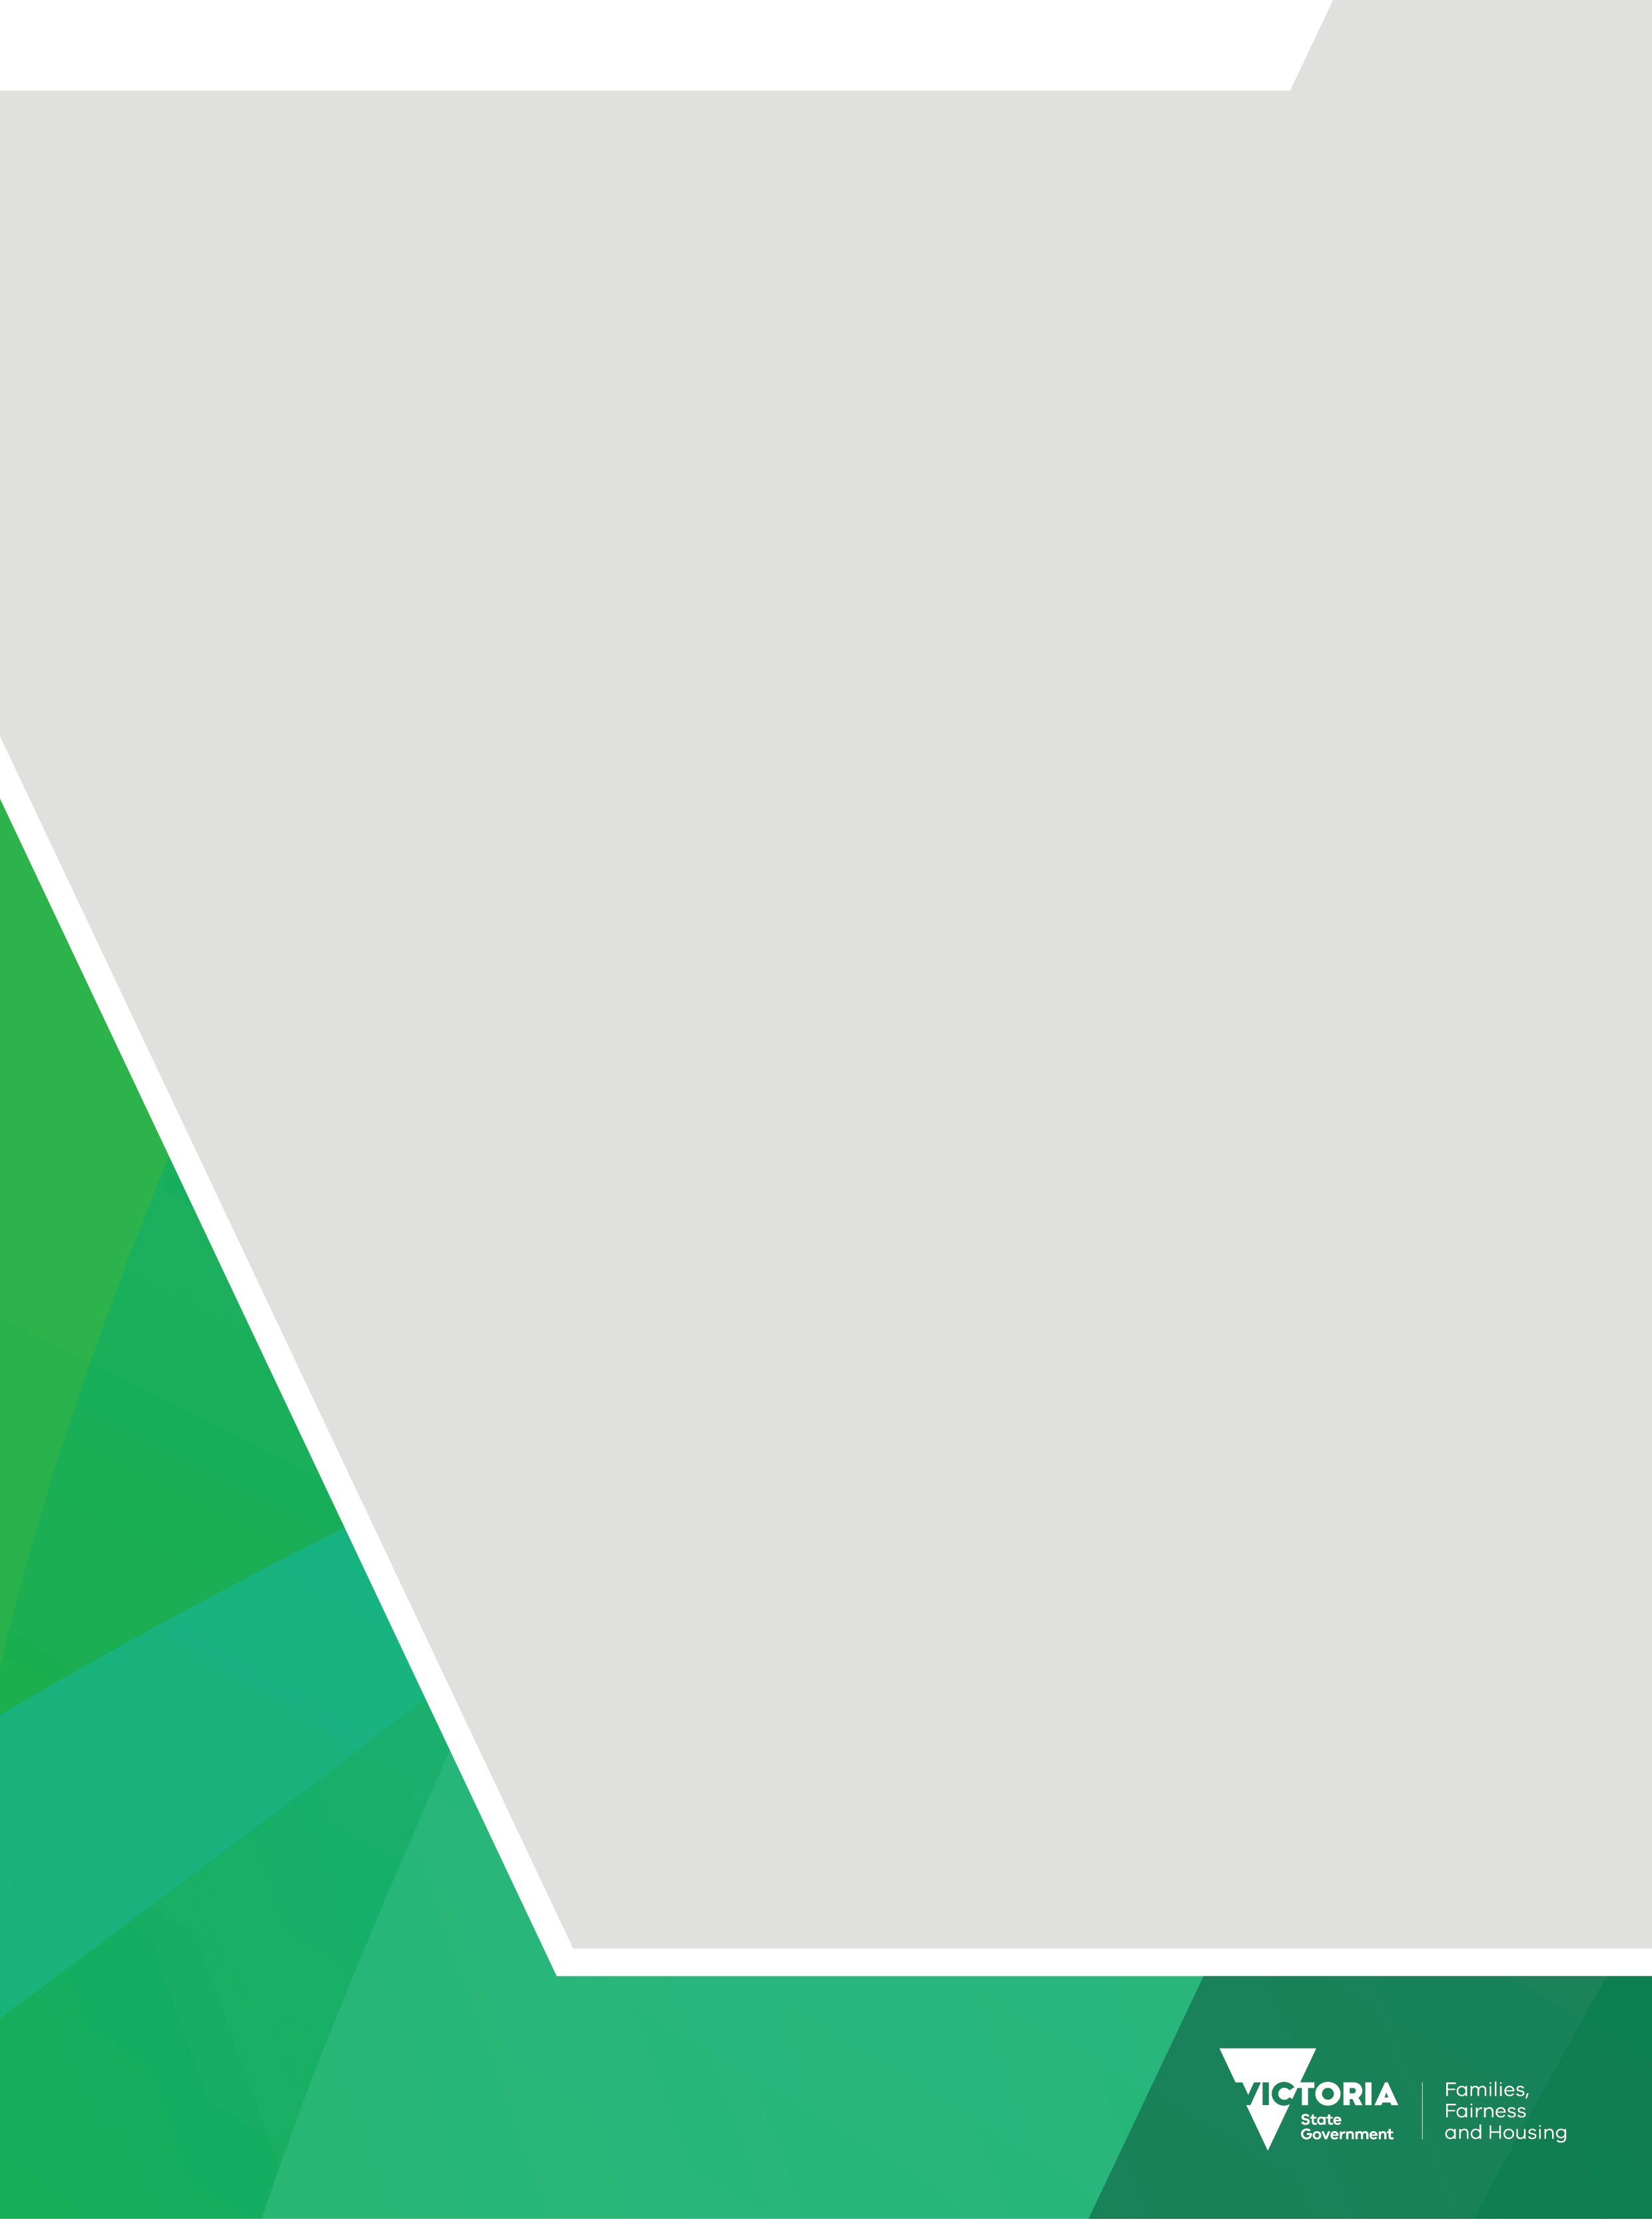 VICTORIA
State
Government
Families,
Fairness
and Housing